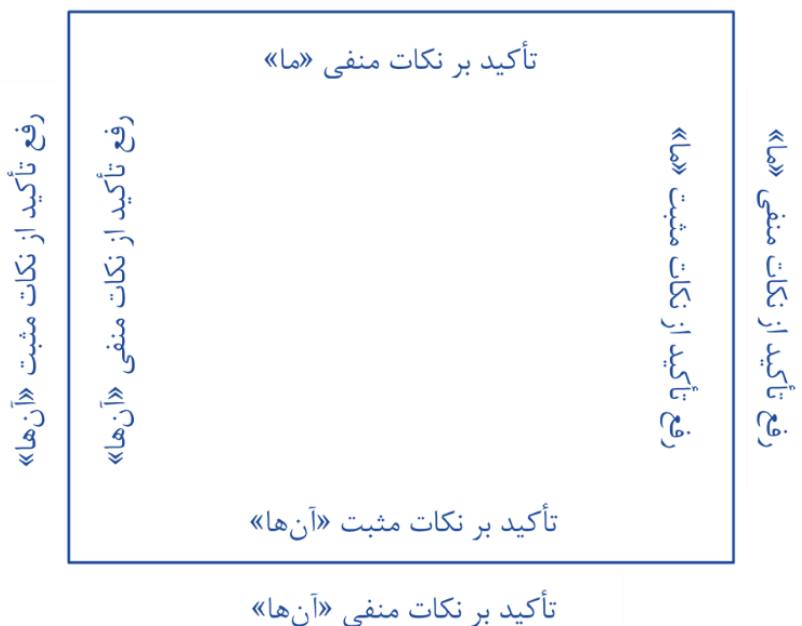 تأکید بر نکات منفی «ما»
رفع تأکید از نکات منفی «ما»
رفع تأکید از نکات مثبت «ما»
رفع تأکید از نکات منفی «آن‌ها»
رفع تأکید از نکات مثبت «آن‌ها»
تأکید بر نکات مثبت «آن‌ها»
تأکید بر نکات منفی «آن‌ها»